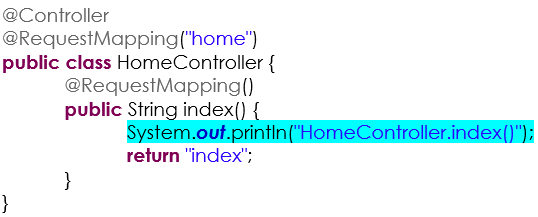 @Controller
@RequestMapping("home")
public class HomeController {
@RequestMapping()
public String index() {
System.out.println("HomeController.index()");
return "index";
}
}